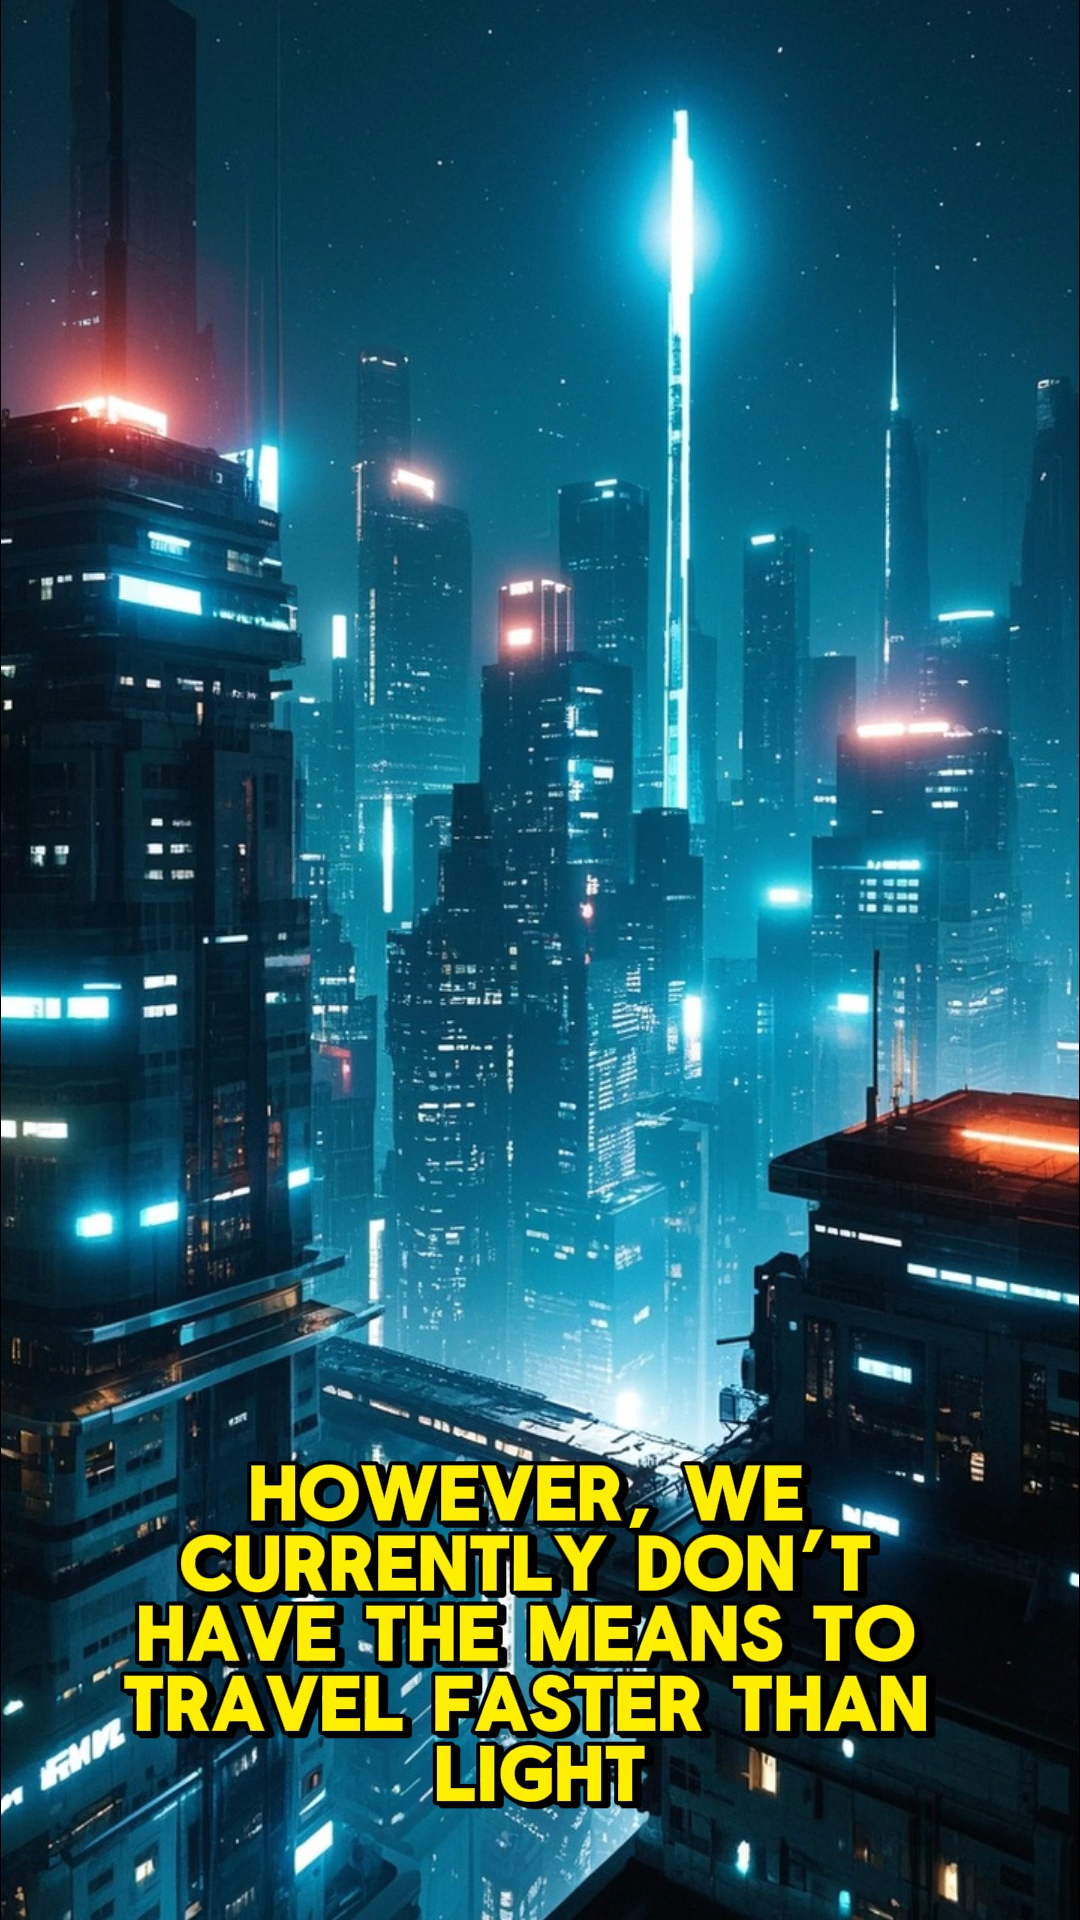 HOWEVER, WE
CURRENTLY DON'T
HAVE THE MEANS TO
TRAVEL FASTER THAN
LIGHT